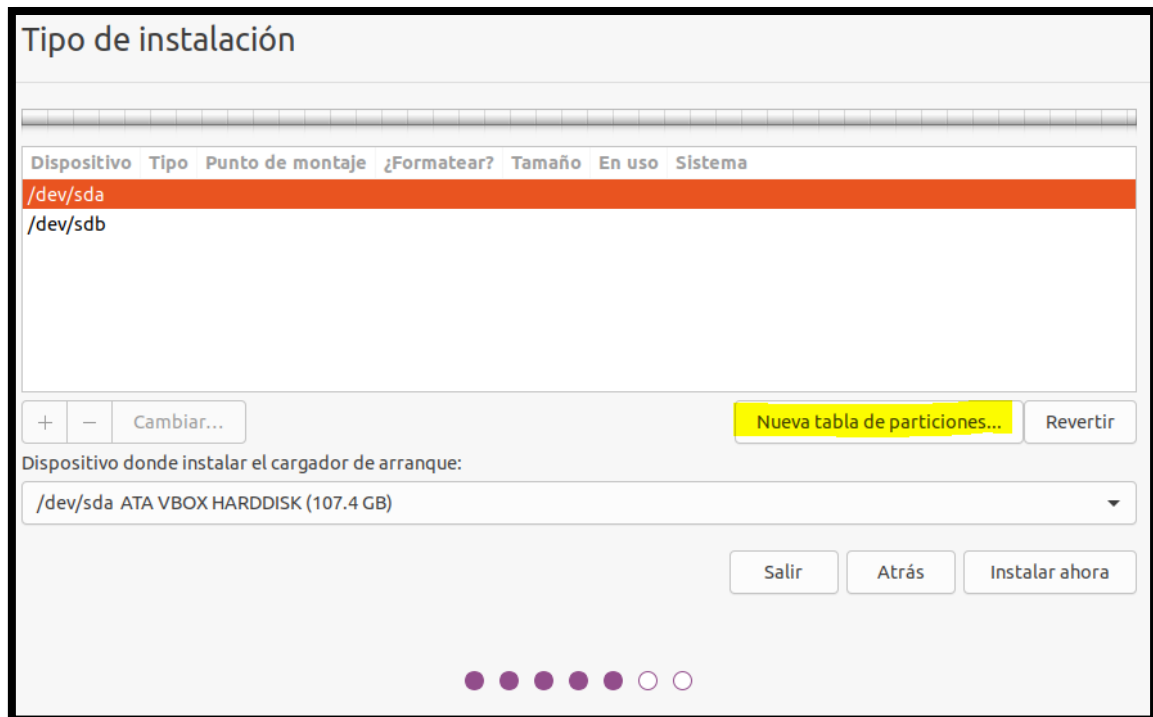 Tipo de instalación
Dispositivo Tipo Punto de montaje ¿Formatear? Tamaño En uso Sistema
/dev/sda
/dev/sdb
+ – Cambiar... Nueva tabla de particiones... Revertir
Dispositivo donde instalar el cargador de arranque:
/dev/sda ATA VBOX HARDDISK (107.4 GB)
Salir Atrás Instalar ahora